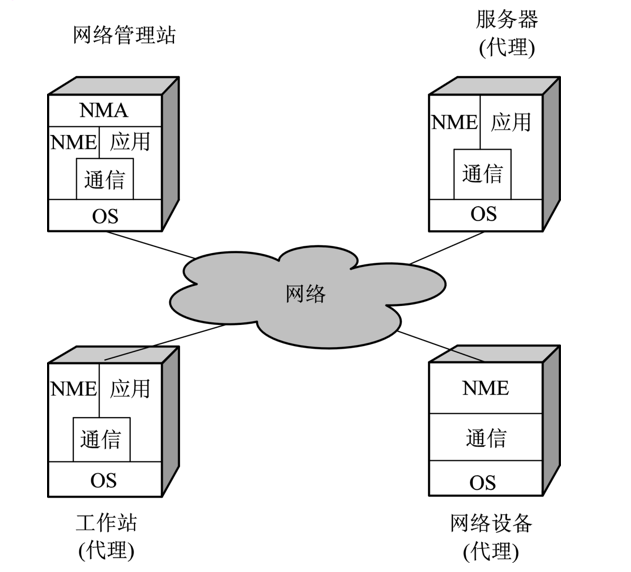 网络管理站
NMA
NME 应用
通信
OS
服务器
(代理)
NME 应用
通信
OS
网络
NME 应用
通信
OS
工作站
(代理)
NME
通信
OS
网络设备
(代理)